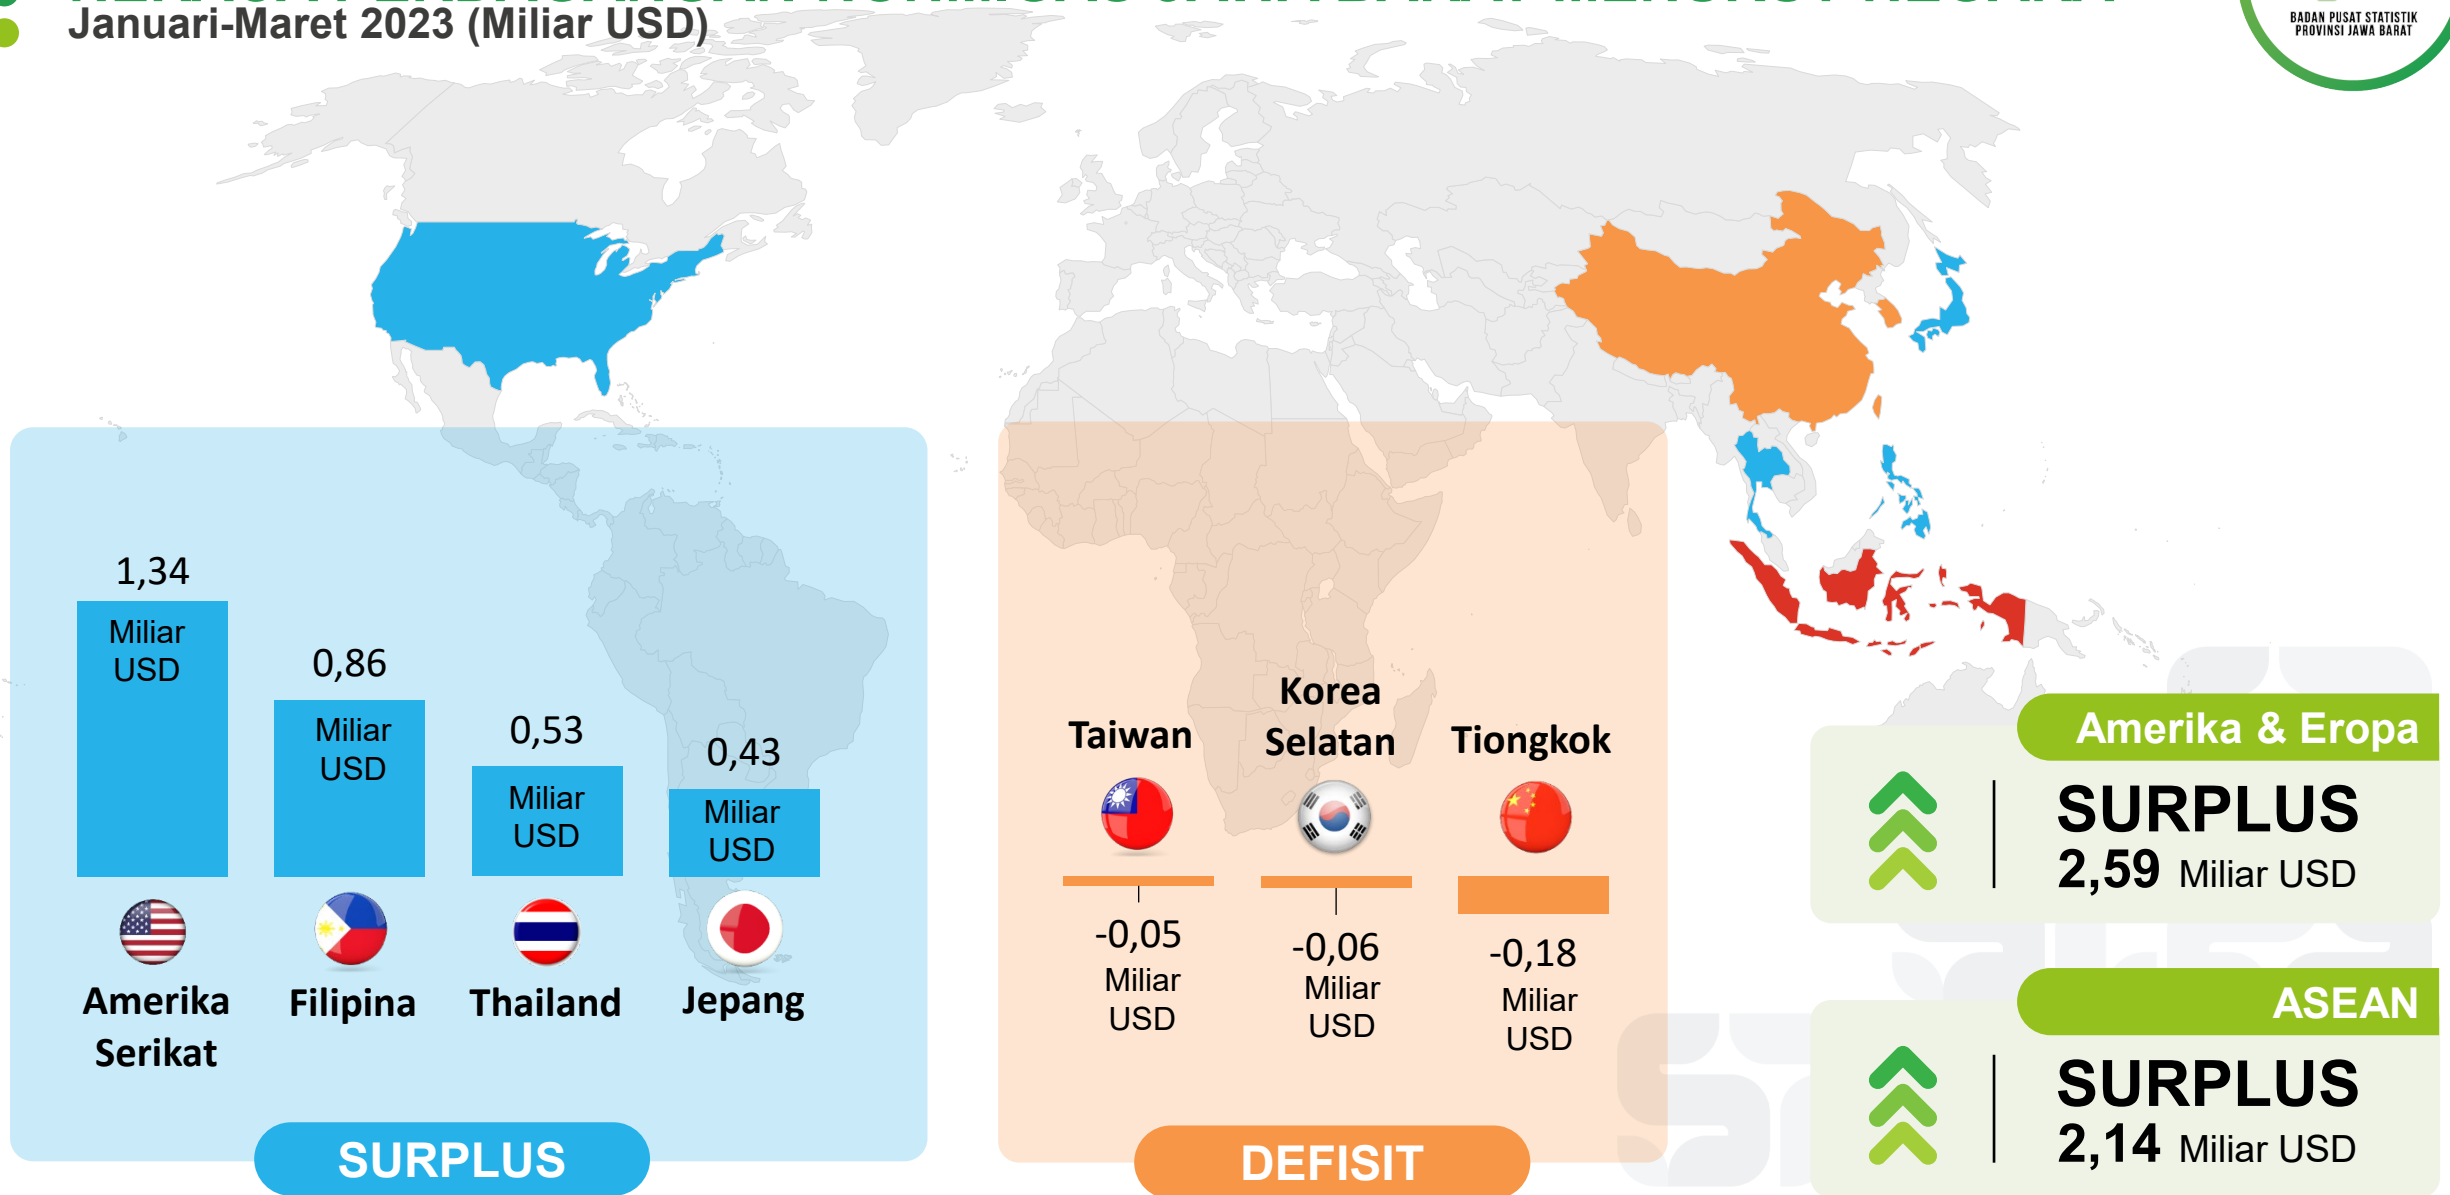 Januari-Maret 2023 (Miliar USD)
BADAN PUSAT STATISTIK
PROVINSI JAWA BARAT
1,34
Miliar
USD
0,86
Miliar
USD
0,53
Miliar
USD
0,43
Miliar
USD
Amerika
Serikat
Filipina
Thailand
Jepang
SURPLUS
Taiwan
Korea
Selatan
Tiongkok
-0,05
Miliar
USD
-0,06
Miliar
USD
-0,18
Miliar
USD
DEFISIT
Amerika & Eropa
SURPLUS
2,59 Miliar USD
ASEAN
SURPLUS
2,14 Miliar USD